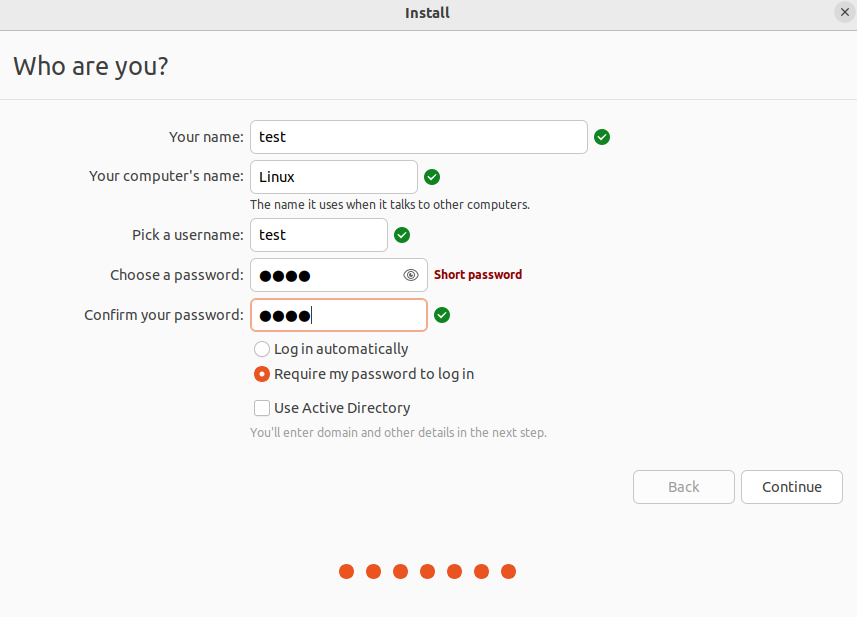 Install
Who are you?
Your name: test
Your computer's name: Linux
The name it uses when it talks to other computers.
Pick a username: test
Choose a password: ●●●● Short password
Confirm your password: ●●●●
Log in automatically
Require my password to log in
Use Active Directory
You'll enter domain and other details in the next step.
Back Continue